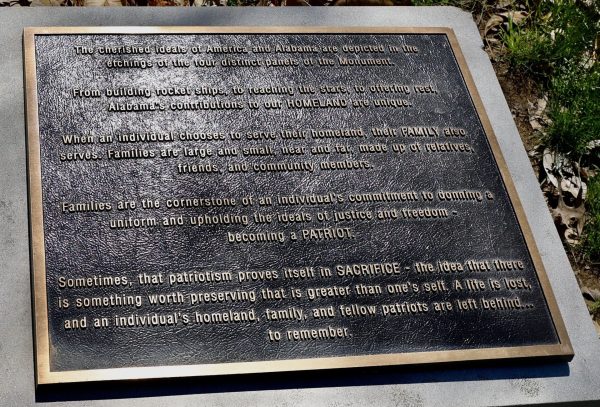 The cherished ideals of America and Alabama are depicted in the
etchings of the four distinct panels of the Monument.
From building rocket ships, to reaching the stars, to offering rest,
Alabama's contributions to our HOMELAND are unique.
When an individual chooses to serve their homeland, their FAMILY also
serves. Families are large and small, near and far, made up of relatives,
friends, and community members.
Families are the cornerstone of an individual's commitment to donning a
uniform and upholding the ideals of justice and freedom -
becoming a PATRIOT.
Sometimes, that patriotism proves itself in SACRIFICE - the idea that there
is something worth preserving that is greater than one's self. A life is lost,
and an individual's homeland, family, and fellow patriots are left behind...
to remember.